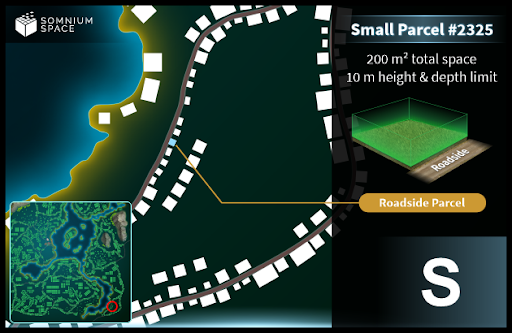 SOMNIUM
SPACE
Small Parcel #2325
200 m² total space
10 m height & depth limit
Roadside
Roadside Parcel
S